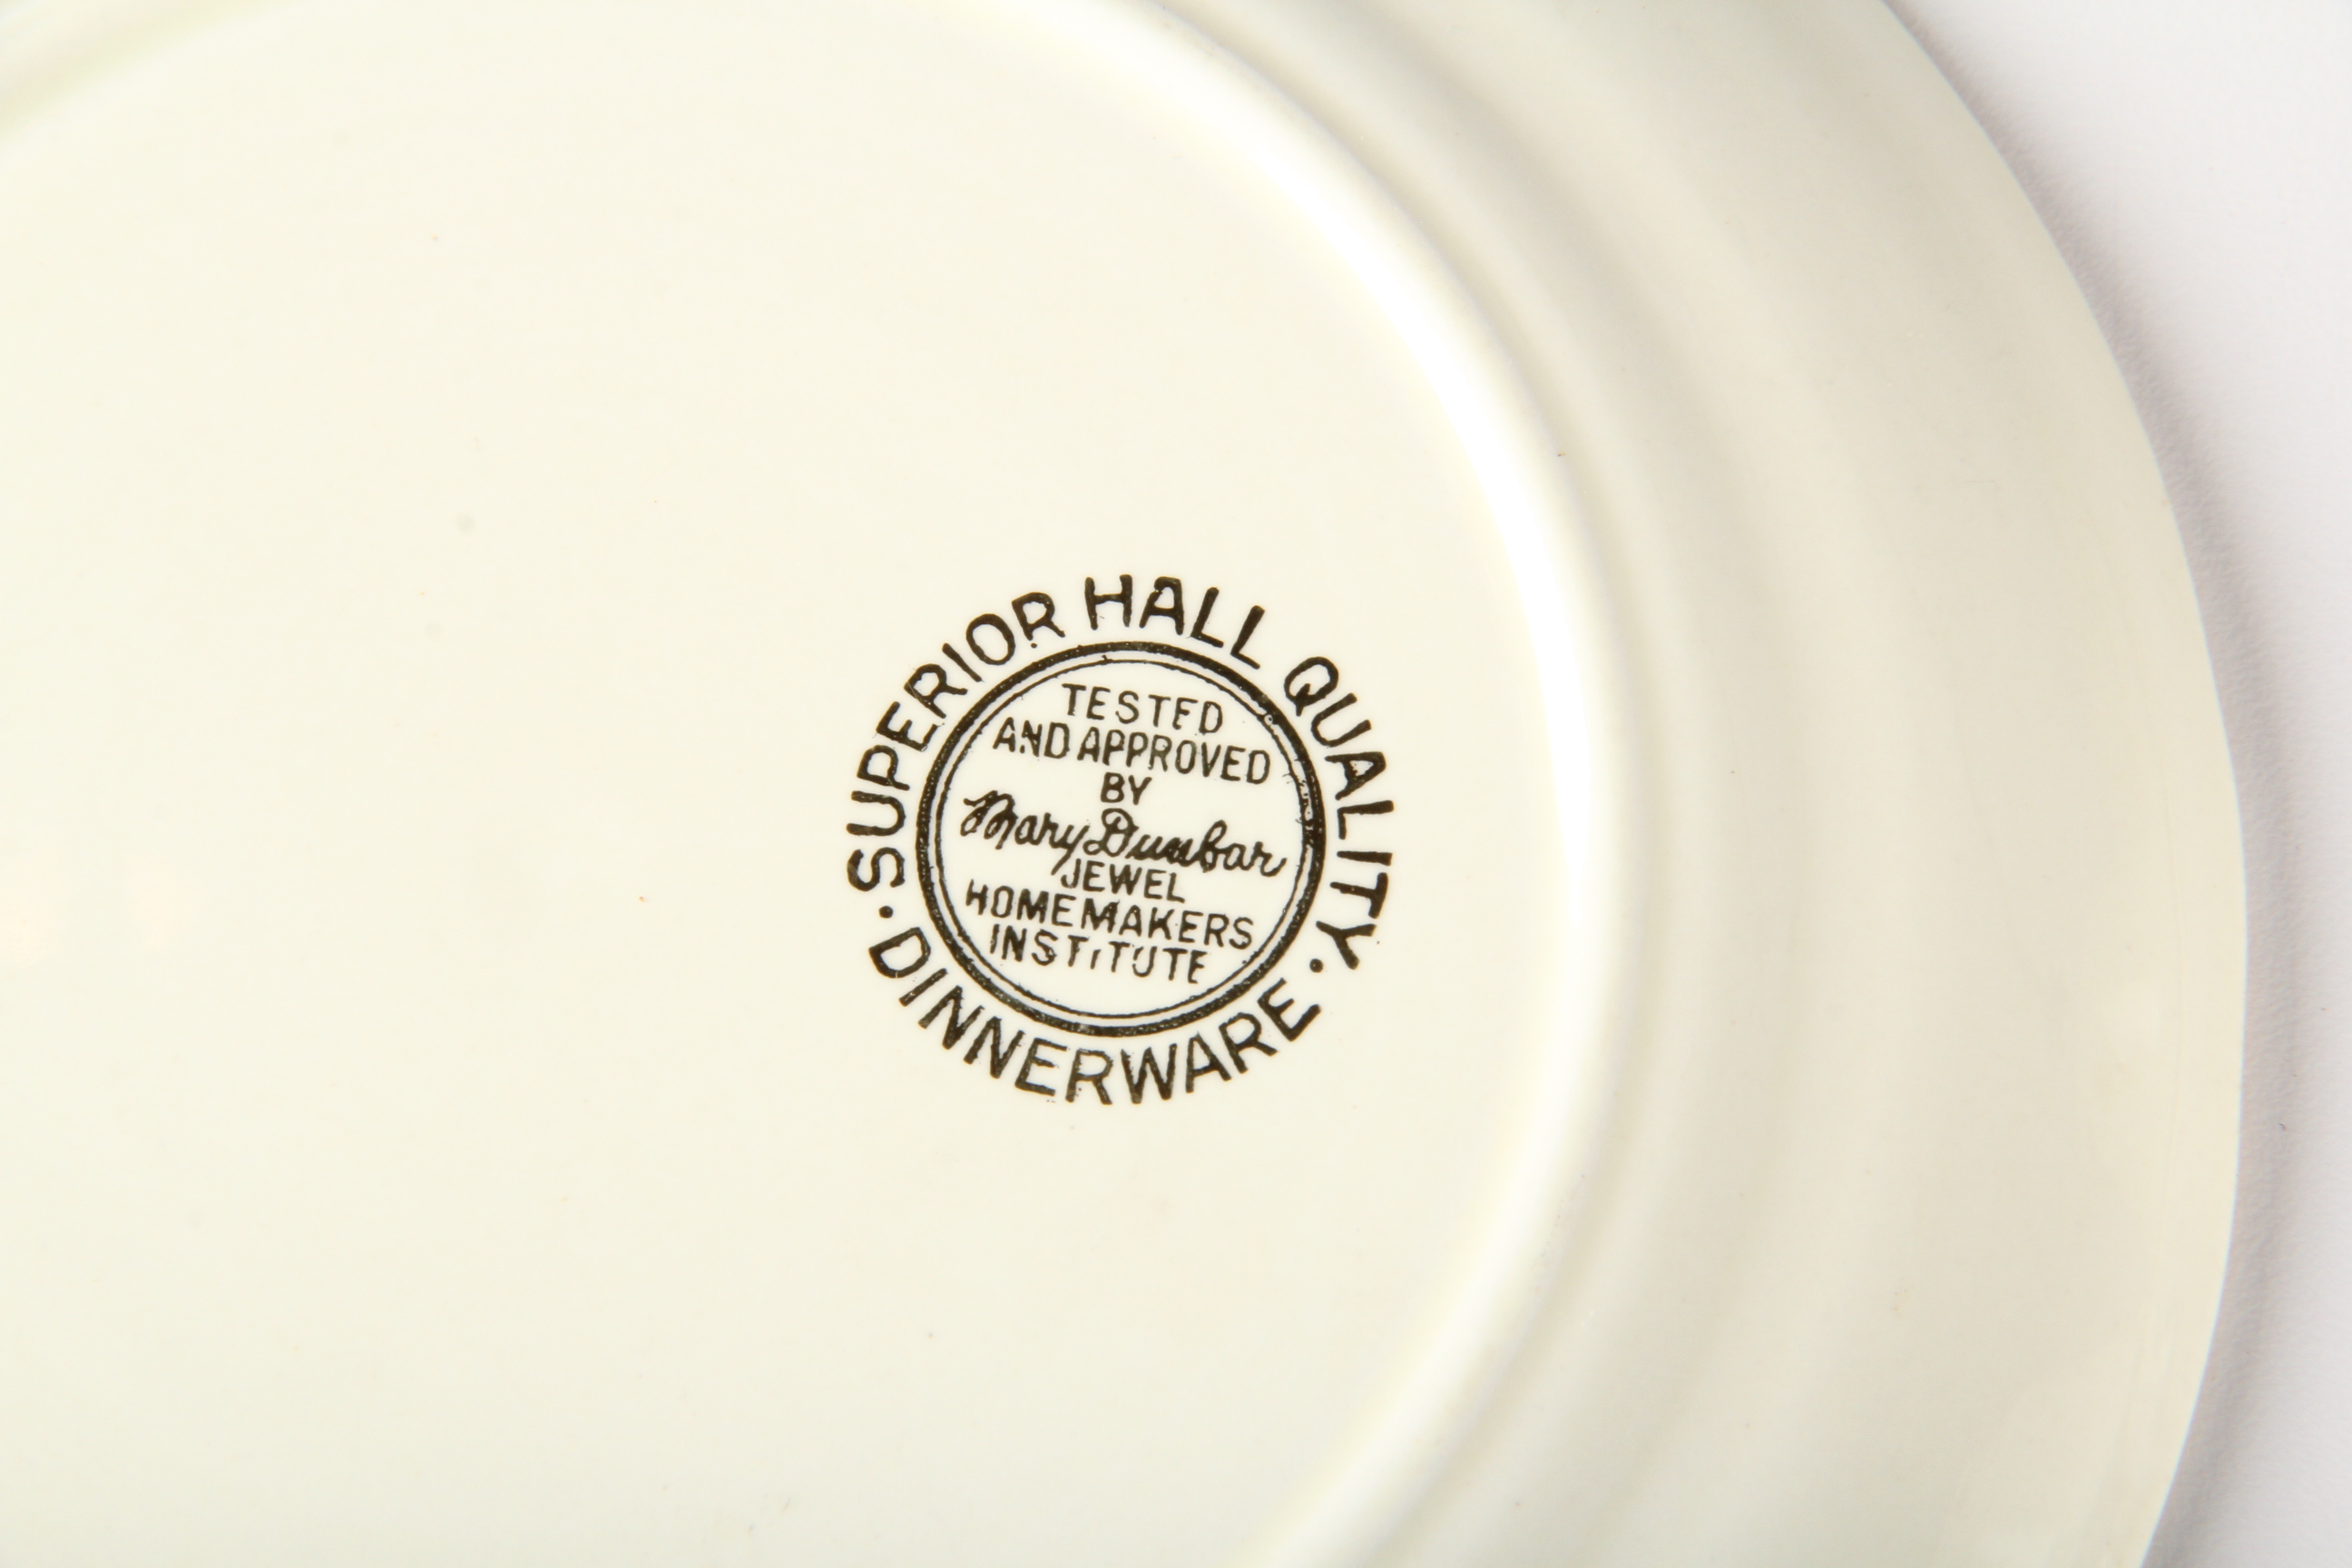 SUPERIOR HALL QUALITY
TESTED
AND APPROVED
BY
Mary Dunbar
JEWEL
HOMEMAKERS
INSTITUTE
· DINNERWARE ·